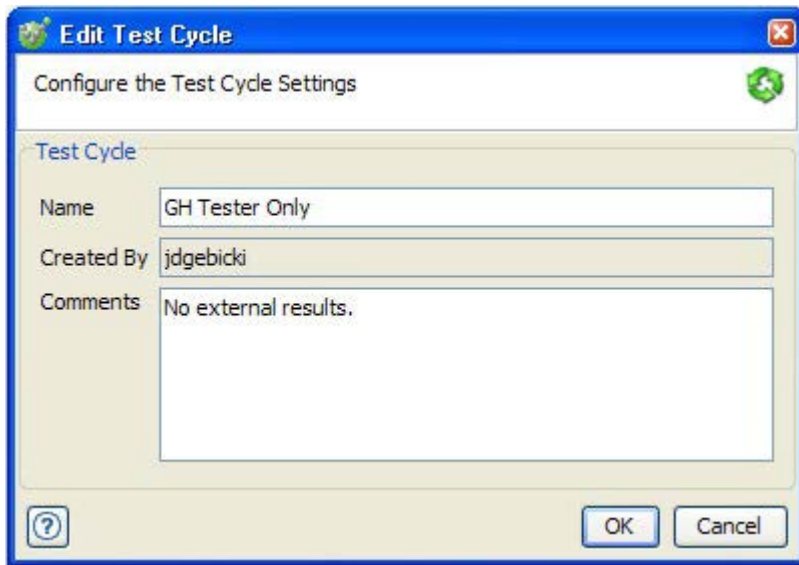 Edit Test Cycle
Configure the Test Cycle Settings
Test Cycle
Name GH Tester Only
Created By jdgebicki
Comments No external results.
? OK Cancel